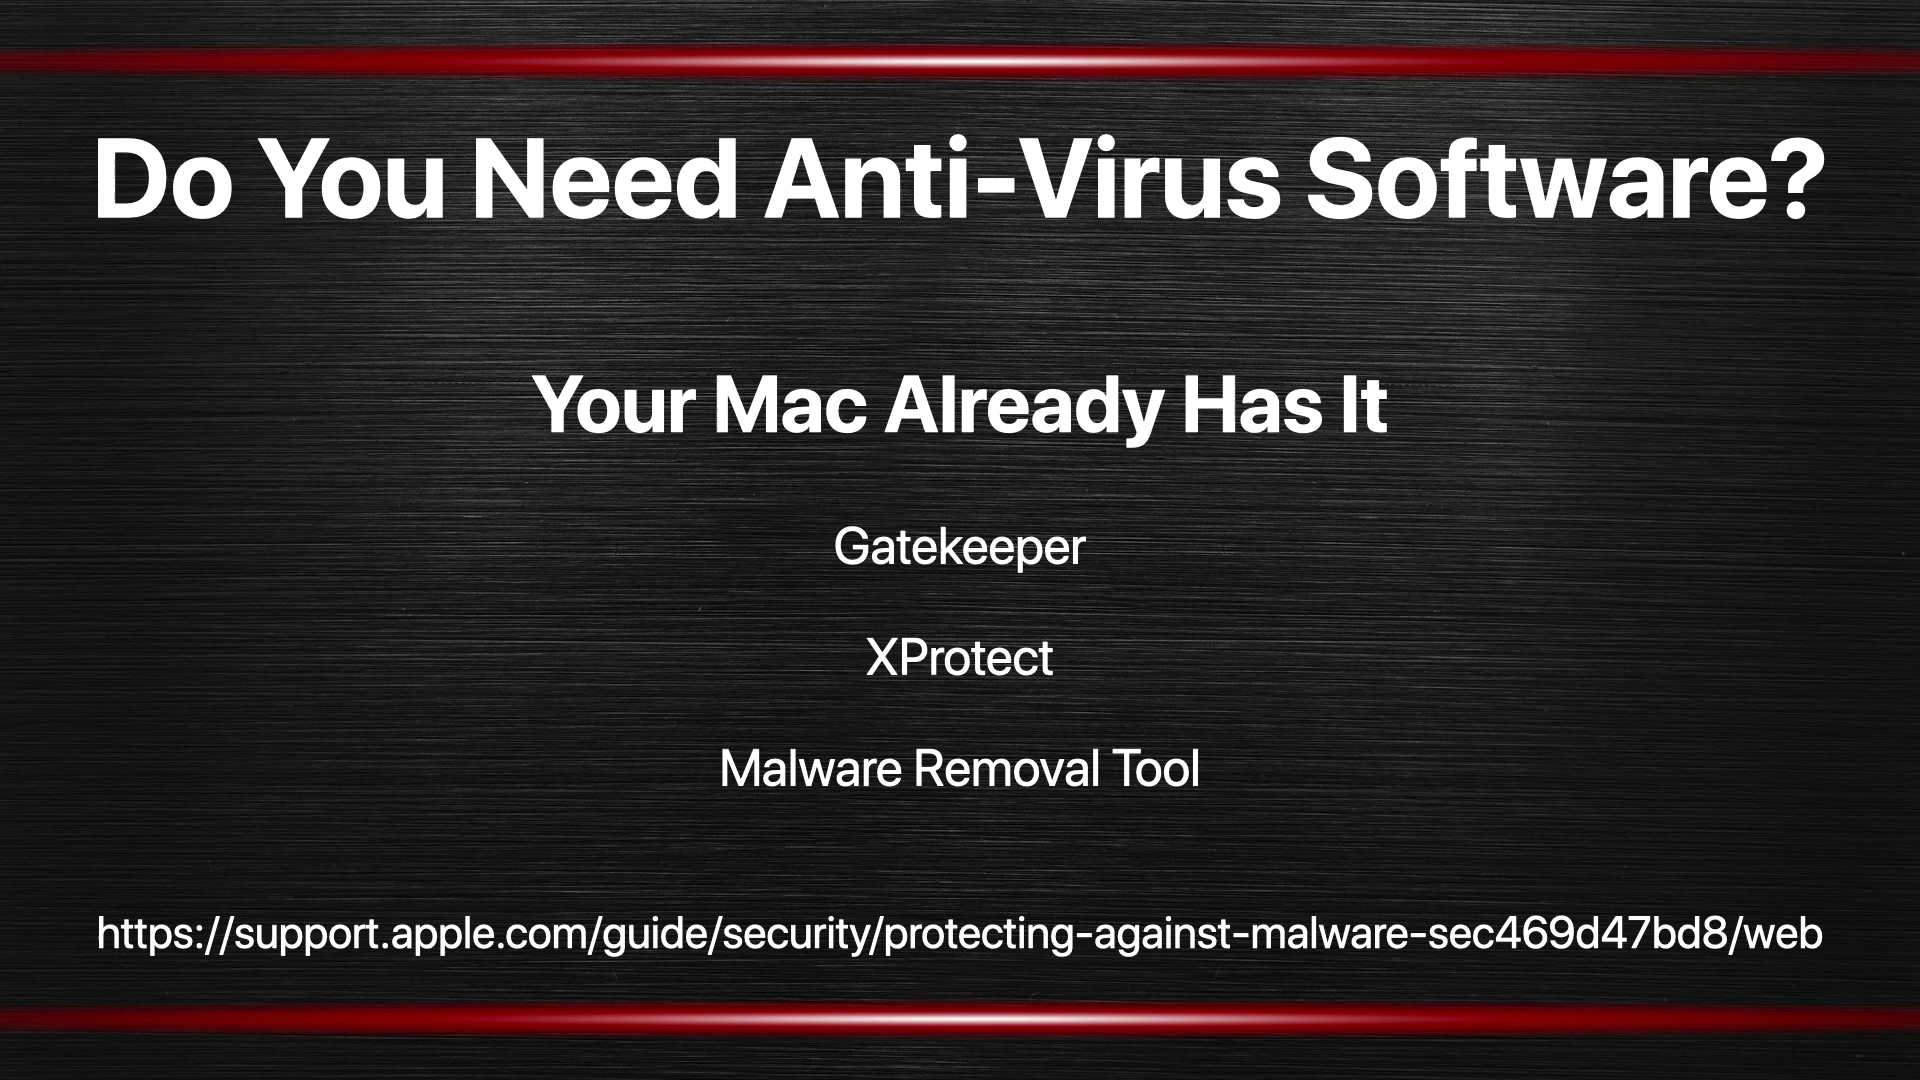 Do You Need Anti-Virus Software?
Your Mac Already Has It
Gatekeeper
XProtect
Malware Removal Tool
https://support.apple.com/guide/security/protecting-against-malware-sec469d47bd8/web